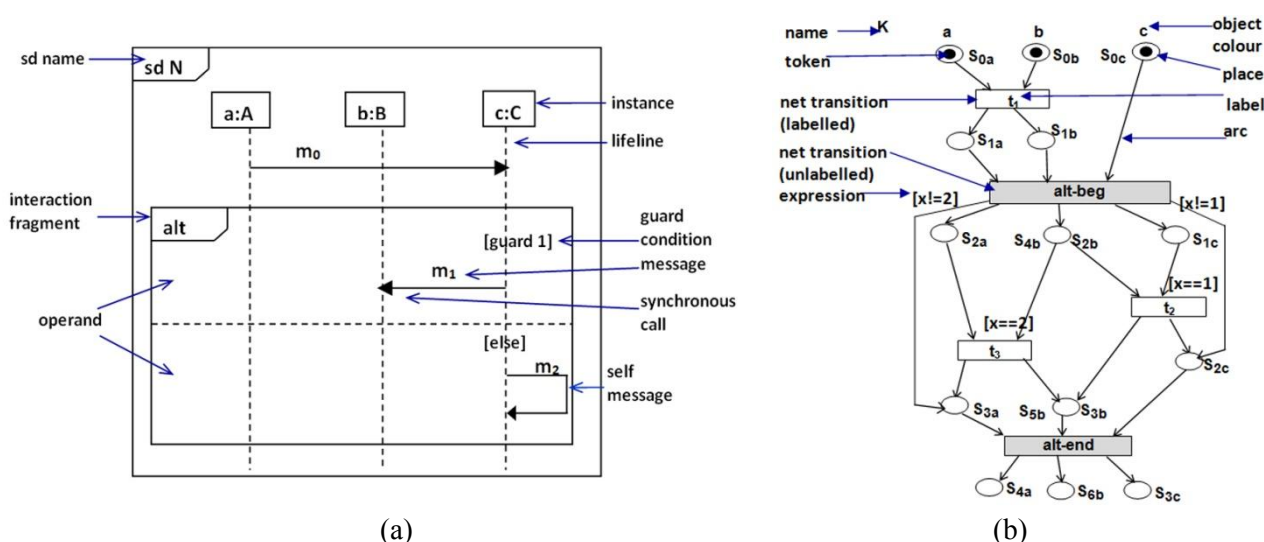 sd name
sd N
a:A
b:B
c:C
instance
lifeline
m0
interaction
fragment
alt
[guard 1]
guard
condition
message
m1
synchronous
call
operand
[else]
m2
self
message
(a)
name
K
a
b
c
object
colour
token
S0a
S0b
S0c
place
net transition
(labelled)
t1
label
S1a
S1b
arc
net transition
(unlabelled)
alt-beg
expression
[x!=2]
[x!=1]
S2a
S4b
S2b
S1c
[x==1]
t2
[x==2]
t3
S2c
S3a
S5b
S3b
alt-end
S4a
S6b
S3c
(b)